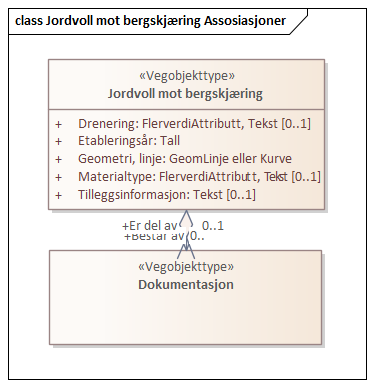 class Jordvoll mot bergskjæring Assosiasjoner
«Vegobjekttype»
Jordvoll mot bergskjæring
+ Drenering: FlerverdiAttributt, Tekst [0..1]
+ Etableringsår: Tall
+ Geometri, linje: GeomLinje eller Kurve
+ Materialtype: FlerverdiAttributt, Tekst [0..1]
+ Tilleggsinformasjon: Tekst [0..1]
+Er del av 0..1
+Består av 0..
«Vegobjekttype»
Dokumentasjon